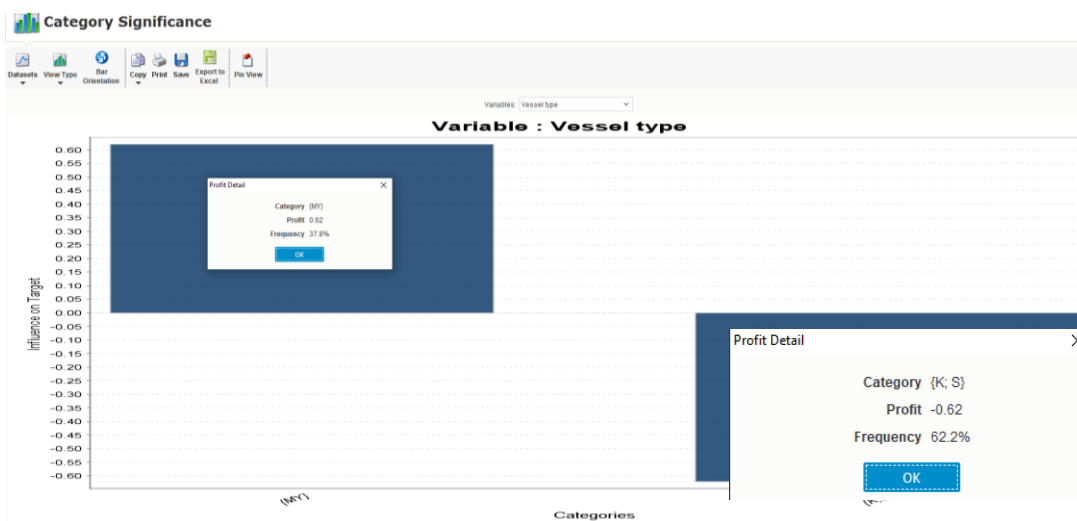 Category Significance
Datasets View Type Bar Orientation Copy Print Save Export to Excel Pin View
Variables: Vessel type
Variable : Vessel type
0.60
0.55
0.50
0.45
0.40
0.35
0.30
0.25
0.20
0.15
0.10
0.05
0.00
-0.05
-0.10
-0.15
-0.20
-0.25
-0.30
-0.35
-0.40
-0.45
-0.50
-0.55
-0.60
Influence on Target
Profit Detail
Category {MY}
Profit 0.62
Frequency 37.8%
OK
Profit Detail
Category {K; S}
Profit -0.62
Frequency 62.2%
OK
{MY}
Categories